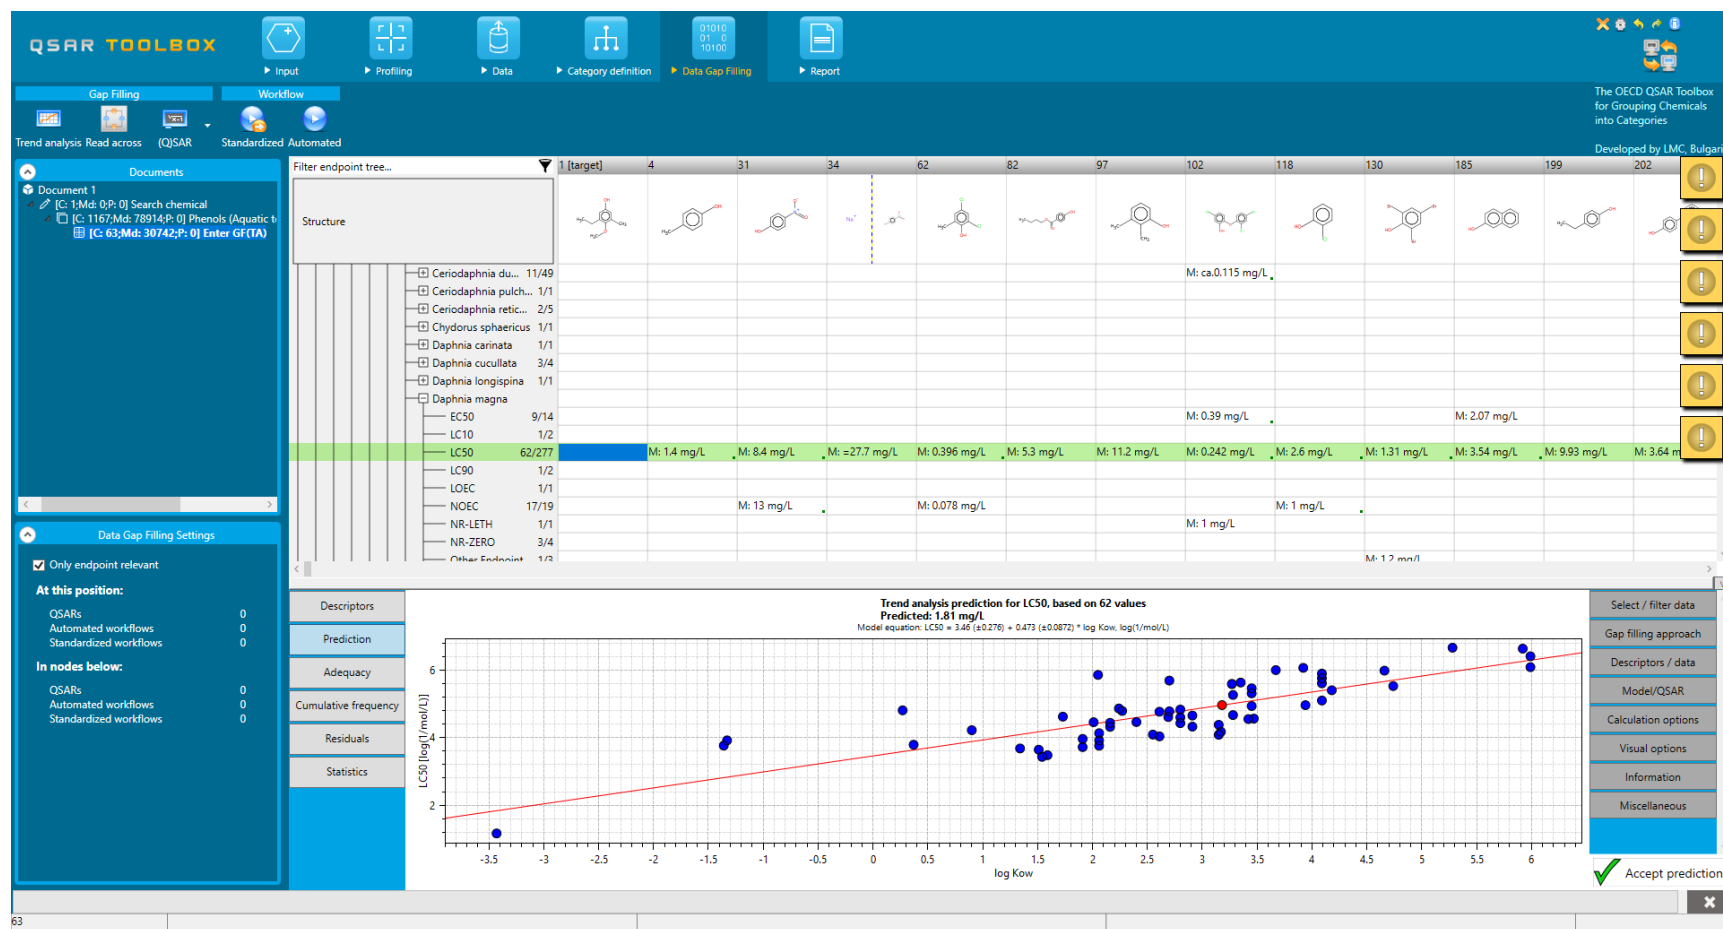 QSAR TOOLBOX
Input
Profiling
Data
Category definition
Data Gap Filling
Report
01010
01 0
10100
The OECD QSAR Toolbox
for Grouping Chemicals
into Categories
Developed by LMC, Bulgari
Gap Filling
Workflow
Trend analysis Read across (Q)SAR Standardized Automated
Documents
Document 1
[C: 1;Md: 0;P: 0] Search chemical
[C: 1167;Md: 78914;P: 0] Phenols (Aquatic t
[C: 63;Md: 30742;P: 0] Enter GF(TA)
Data Gap Filling Settings
Only endpoint relevant
At this position:
QSARs 0
Automated workflows 0
Standardized workflows 0
In nodes below:
QSARs 0
Automated workflows 0
Standardized workflows 0
Filter endpoint tree... 1 [target] 4 31 34 62 82 97 102 118 130 185 199 202
Structure
Ceriodaphnia du... 11/49 M: ca.0.115 mg/L
Ceriodaphnia pulch... 1/1
Ceriodaphnia retic... 2/5
Chydorus sphaericus 1/1
Daphnia carinata 1/1
Daphnia cucullata 3/4
Daphnia longispina 1/1
Daphnia magna
EC50 9/14 M: 0.39 mg/L M: 2.07 mg/L
LC10 1/2
LC50 62/277 M: 1.4 mg/L M: 8.4 mg/L M: =27.7 mg/L M: 0.396 mg/L M: 5.3 mg/L M: 11.2 mg/L M: 0.242 mg/L M: 2.6 mg/L M: 1.31 mg/L M: 3.54 mg/L M: 9.93 mg/L M: 3.64 m
LC90 1/2
LOEC 1/1
NOEC 17/19 M: 13 mg/L M: 0.078 mg/L M: 1 mg/L
NR-LETH 1/1 M: 1 mg/L
NR-ZERO 3/4
Other Endpoint 1/3 M: 1.2 mg/l
Descriptors
Prediction
Adequacy
Cumulative frequency
Residuals
Statistics
Trend analysis prediction for LC50, based on 62 values
Predicted: 1.81 mg/L
Model equation: LC50 = 3.46 (±0.276) + 0.473 (±0.0872) * log Kow, log(1/mol/L)
LC50 [log(1/mol/L)]
6
4
2
-3.5 -3 -2.5 -2 -1.5 -1 -0.5 0 0.5 1 1.5 2 2.5 3 3.5 4 4.5 5 5.5 6
log Kow
Select / filter data
Gap filling approach
Descriptors / data
Model/QSAR
Calculation options
Visual options
Information
Miscellaneous
Accept prediction
63